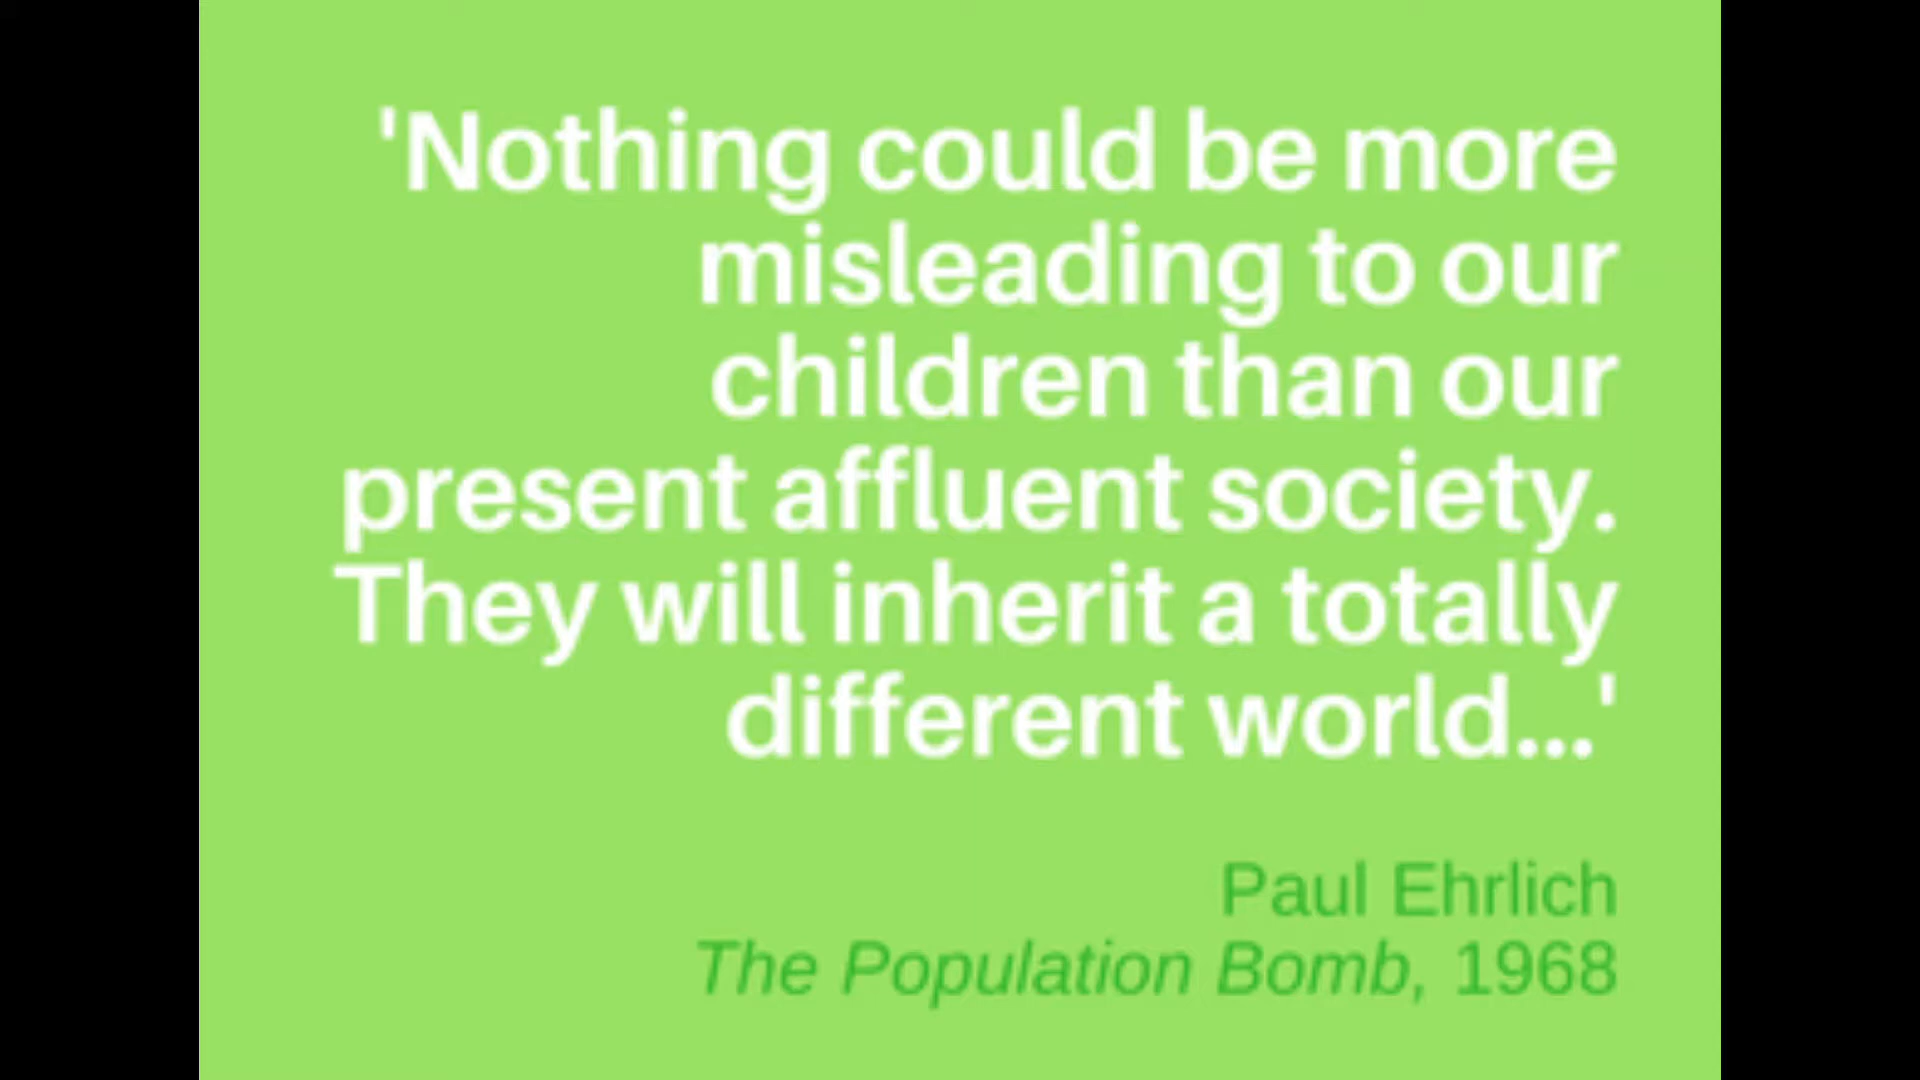 'Nothing could be more
misleading to our
children than our
present affluent society.
They will inherit a totally
different world...'
Paul Ehrlich
The Population Bomb, 1968